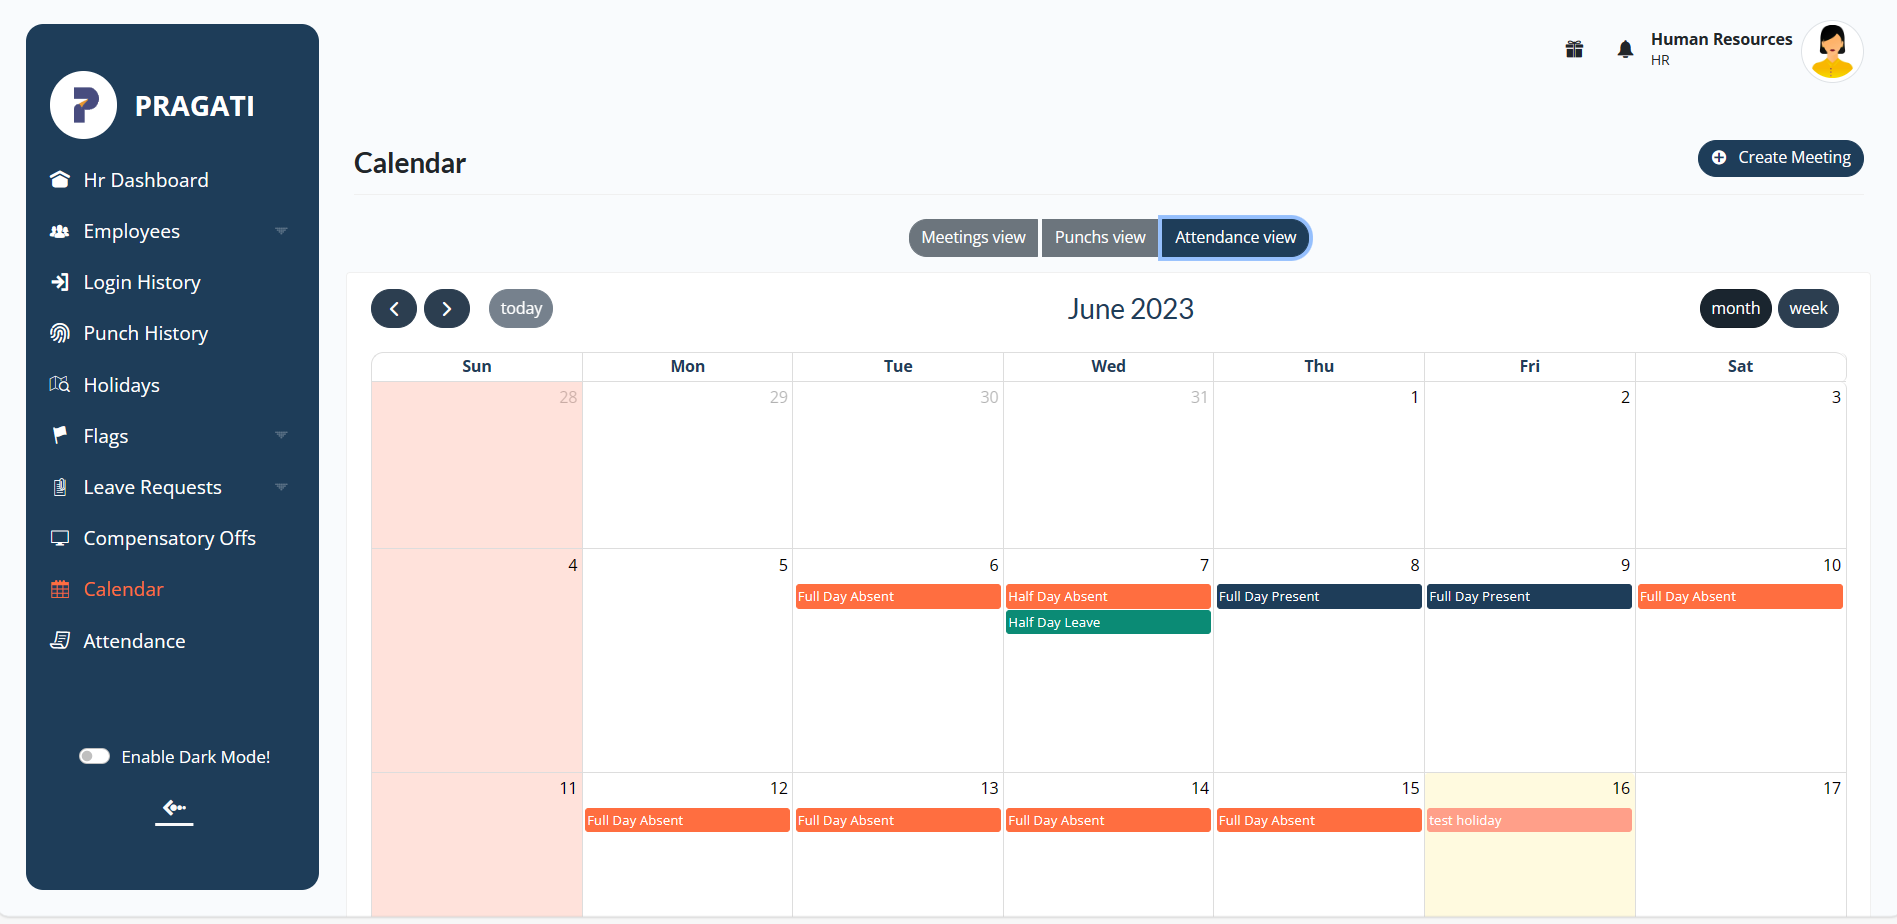 PRAGATI
Hr Dashboard
Employees
Login History
Punch History
Holidays
Flags
Leave Requests
Compensatory Offs
Calendar
Attendance
Enable Dark Mode!
Human Resources
HR
Calendar
Create Meeting
Meetings view Punchs view Attendance view
today June 2023 month week
Sun Mon Tue Wed Thu Fri Sat
28 29 30 31 1 2 3
4 5 6 7 8 9 10
Full Day Absent Half Day Absent Full Day Present Full Day Present Full Day Absent
Half Day Leave
11 12 13 14 15 16 17
Full Day Absent Full Day Absent Full Day Absent Full Day Absent test holiday